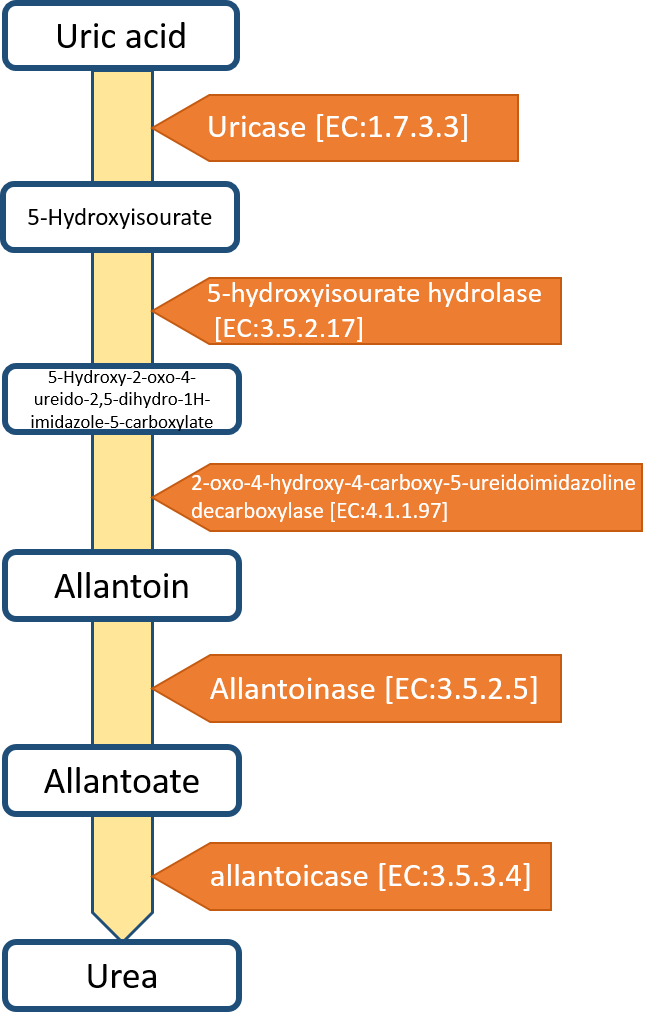 Uric acid
Uricase [EC:1.7.3.3]
5-Hydroxyisourate
5-hydroxyisourate hydrolase
[EC:3.5.2.17]
5-Hydroxy-2-oxo-4-
ureido-2,5-dihydro-1H-
imidazole-5-carboxylate
2-oxo-4-hydroxy-4-carboxy-5-ureidoimidazoline
decarboxylase [EC:4.1.1.97]
Allantoin
Allantoinase [EC:3.5.2.5]
Allantoate
allantoicase [EC:3.5.3.4]
Urea